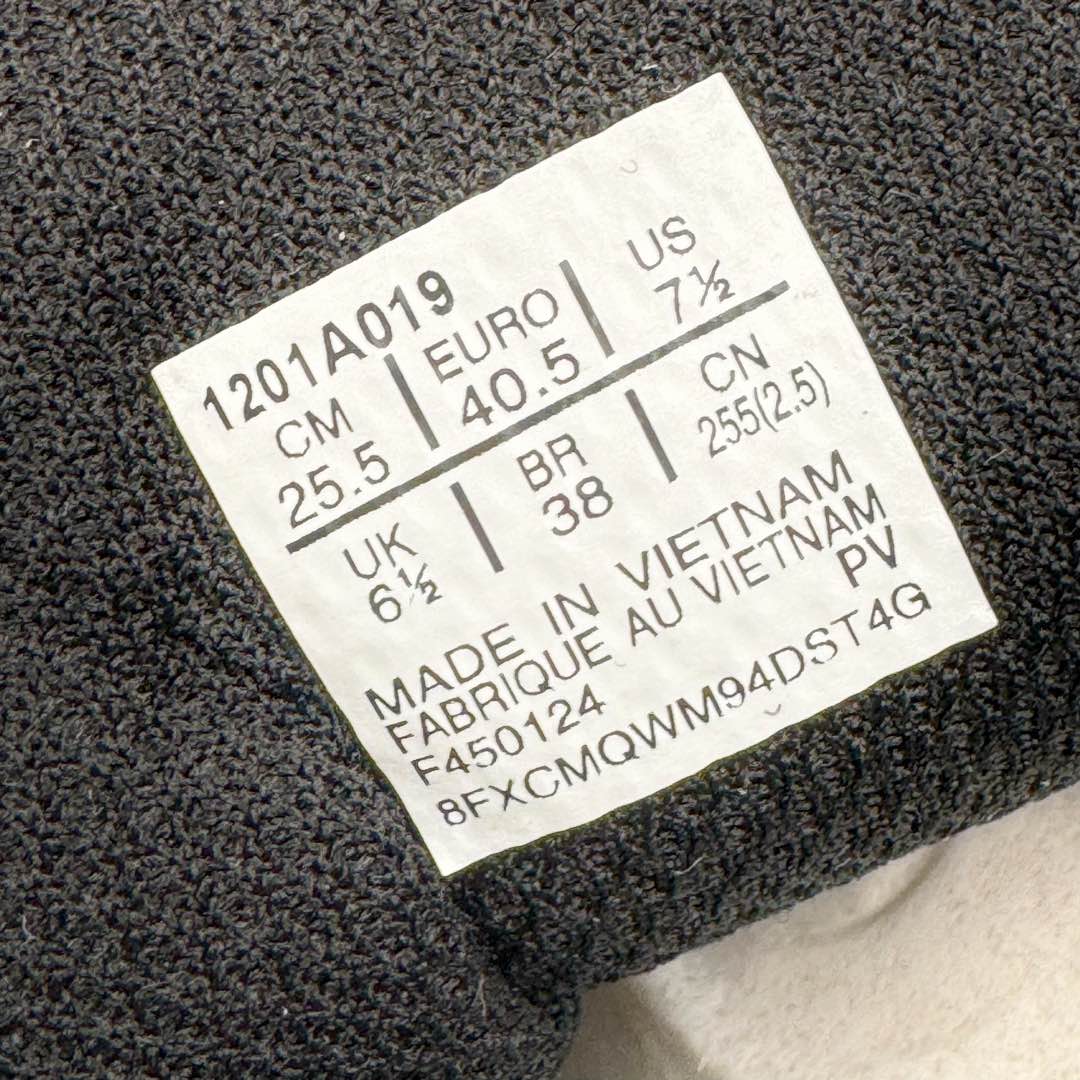 1201A019
CM | EURO | US
25.5 | 40.5 | 7½
UK | BR | CN
6½ | 38 | 255(2.5)
MADE IN VIETNAM
FABRIQUE AU VIETNAM
F450124 PV
8FXCMQWM94DST4G